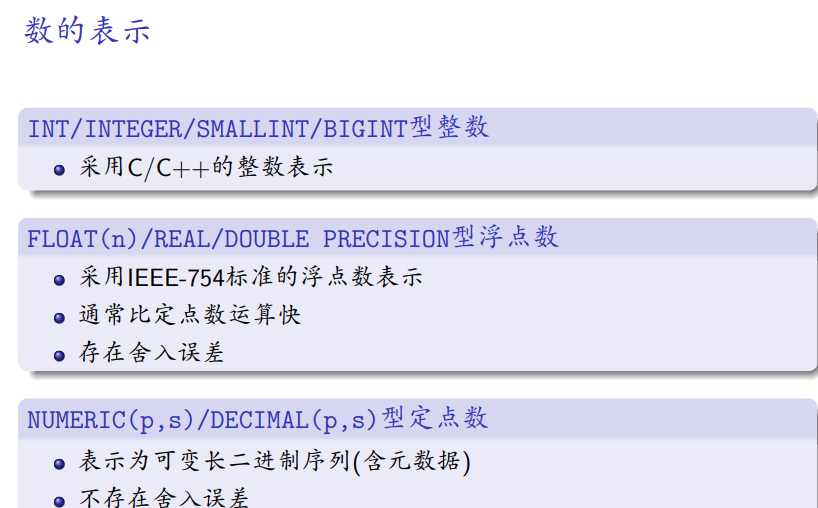 数的表示
INT/INTEGER/SMALLINT/BIGINT型整数
采用C/C++的整数表示
FLOAT(n)/REAL/DOUBLE PRECISION型浮点数
采用IEEE-754标准的浮点数表示
通常比定点数运算快
存在舍入误差
NUMERIC(p,s)/DECIMAL(p,s)型定点数
表示为可变长二进制序列(含元数据)
不存在舍入误差